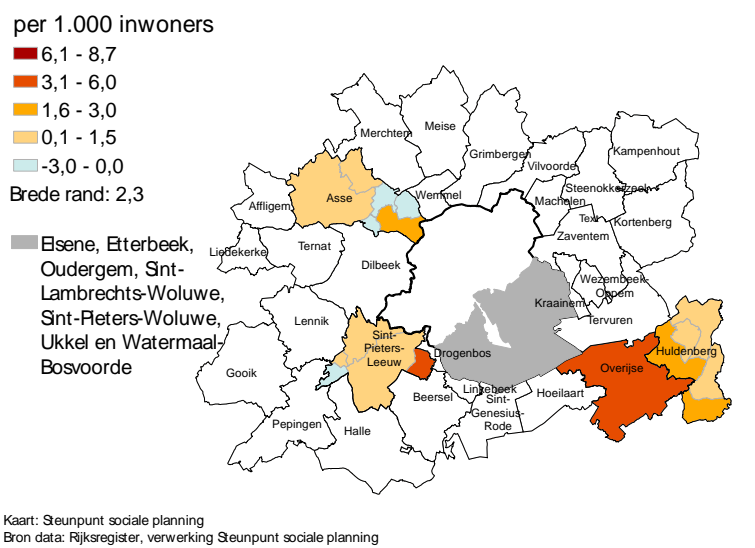 per 1.000 inwoners
6,1 - 8,7
3,1 - 6,0
1,6 - 3,0
0,1 - 1,5
-3,0 - 0,0
Brede rand: 2,3
Elsene, Etterbeek,
Oudergem, Sint-
Lambrechts-Woluwe,
Sint-Pieters-Woluwe,
Ukkel en Watermaal-
Bosvoorde
Meise
Merchtem
Grimbergen
Kampenhout
Vilvoorde
Steenokkerzeel
Wemmel
Asse
Machelen
Affligem
Text
Kortenberg
Zaventem
Ternat
Liedekerke
Dilbeek
Wezembeek-
Oppem
Kraainem
Lennik
Tervuren
Sint-
Pieters-
Leeuw
Drogenbos
Huldenberg
Overijse
Gooik
Linkebeek
Hoeilaart
Beersel
Sint-
Genesius-
Rode
Pepingen
Halle
Kaart: Steunpunt sociale planning
Bron data: Rijksregister, verwerking Steunpunt sociale planning